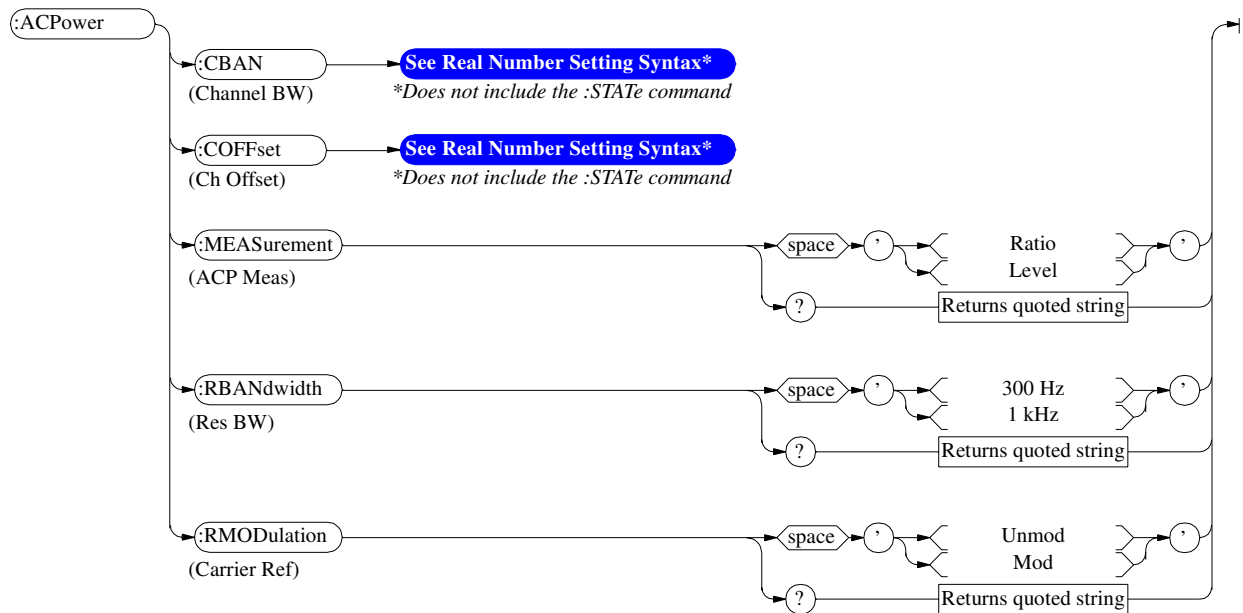 :ACPower
:CBAN See Real Number Setting Syntax*
(Channel BW) *Does not include the :STATe command
:COFFset See Real Number Setting Syntax*
(Ch Offset) *Does not include the :STATe command
:MEASurement space ’ Ratio ’
(ACP Meas) Level
? Returns quoted string
:RBANdwidth space ’ 300 Hz ’
(Res BW) 1 kHz
? Returns quoted string
:RMODulation space ’ Unmod ’
(Carrier Ref) Mod
? Returns quoted string